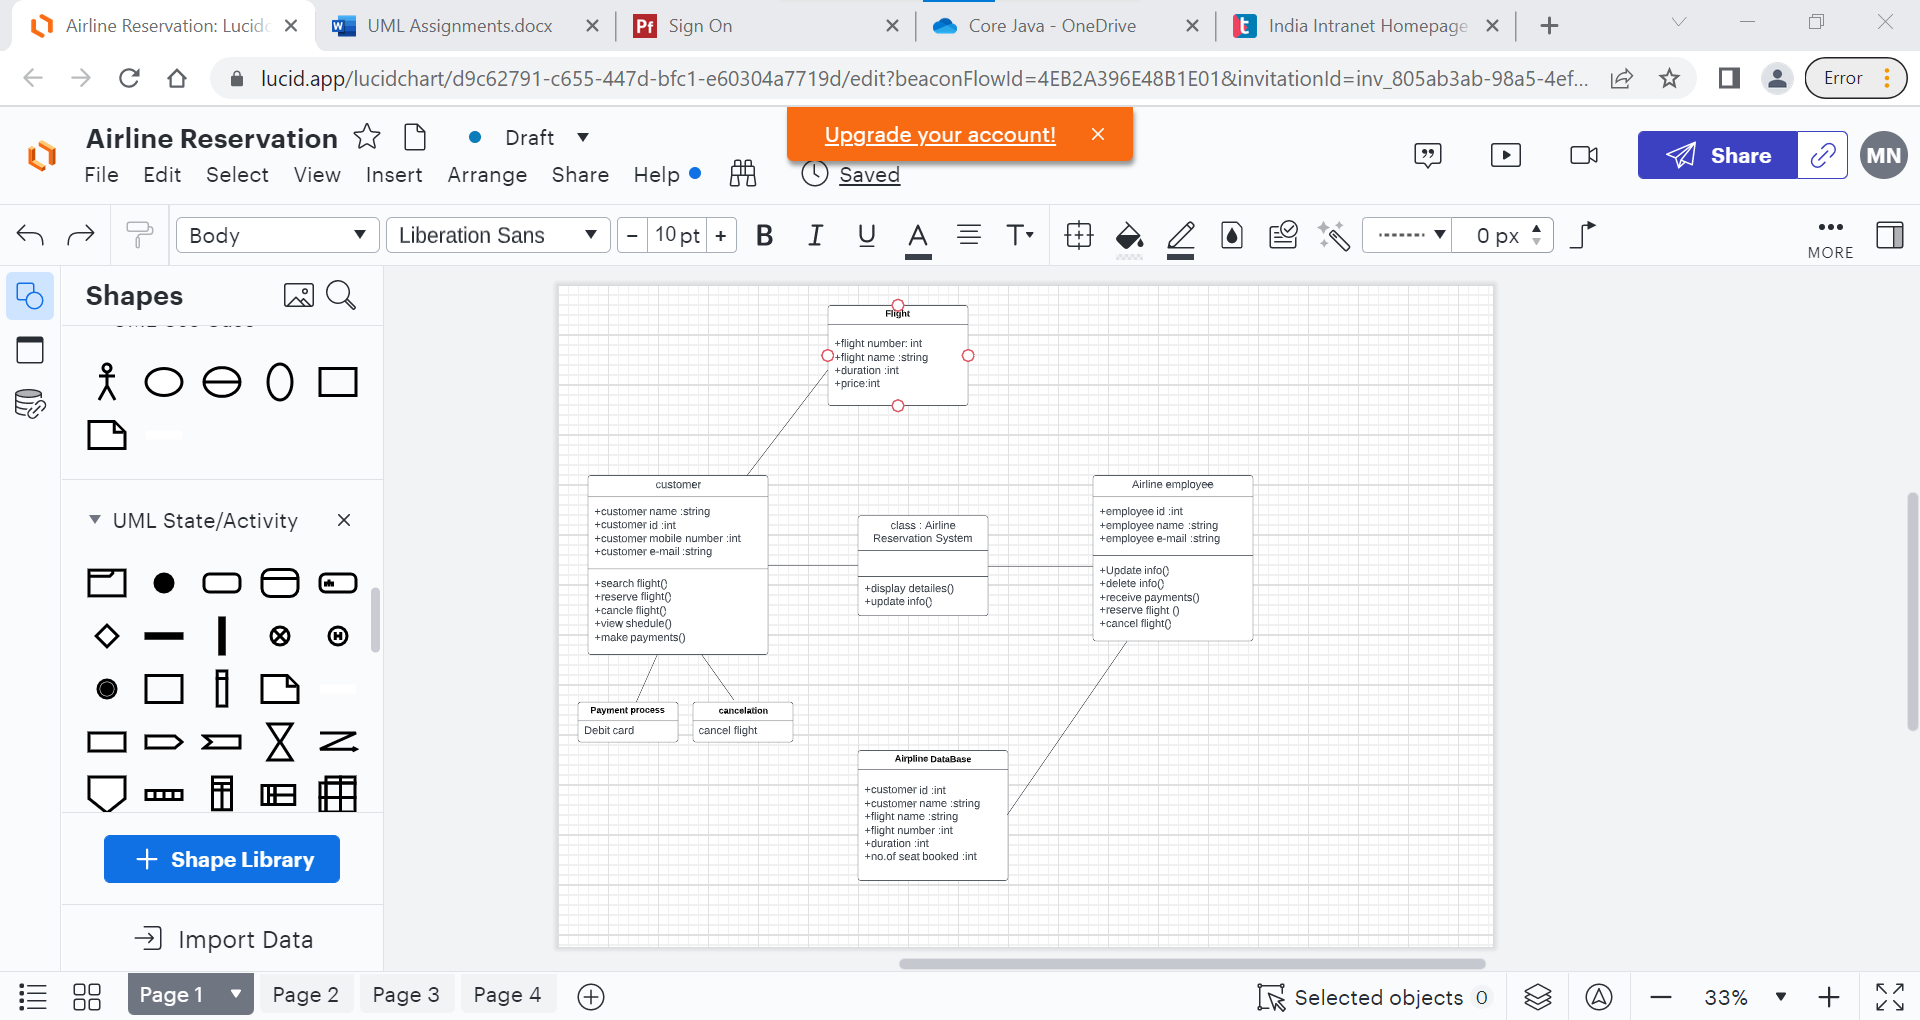 Airline Reservation: Lucidc
UML Assignments.docx
Pf Sign On
Core Java - OneDrive
t India Intranet Homepage
lucid.app/lucidchart/d9c62791-c655-447d-bfc1-e60304a7719d/edit?beaconFlowId=4EB2A396E48B1E01&invitationId=inv_805ab3ab-98a5-4ef...
Error
Airline Reservation
Draft
Upgrade your account!
File Edit Select View Insert Arrange Share Help
Saved
Share
MN
Body
Liberation Sans
- 10 pt +
B I U A T
0 px
MORE
Shapes
UML State/Activity
Shape Library
Import Data
Flight
+flight number: int
+flight name :string
+duration :int
+price:int
customer
+customer name :string
+customer id :int
+customer mobile number :int
+customer e-mail :string
+search flight()
+reserve flight()
+cancle flight()
+view shedule()
+make payments()
class : Airline
Reservation System
+display detailes()
+update info()
Airline employee
+employee id :int
+employee name :string
+employee e-mail :string
+Update info()
+delete info()
+receive payments()
+reserve flight ()
+cancel flight()
Payment process
Debit card
cancelation
cancel flight
Airpline DataBase
+customer id :int
+customer name :string
+flight name :string
+flight number :int
+duration :int
+no.of seat booked :int
Page 1
Page 2
Page 3
Page 4
Selected objects 0
33%